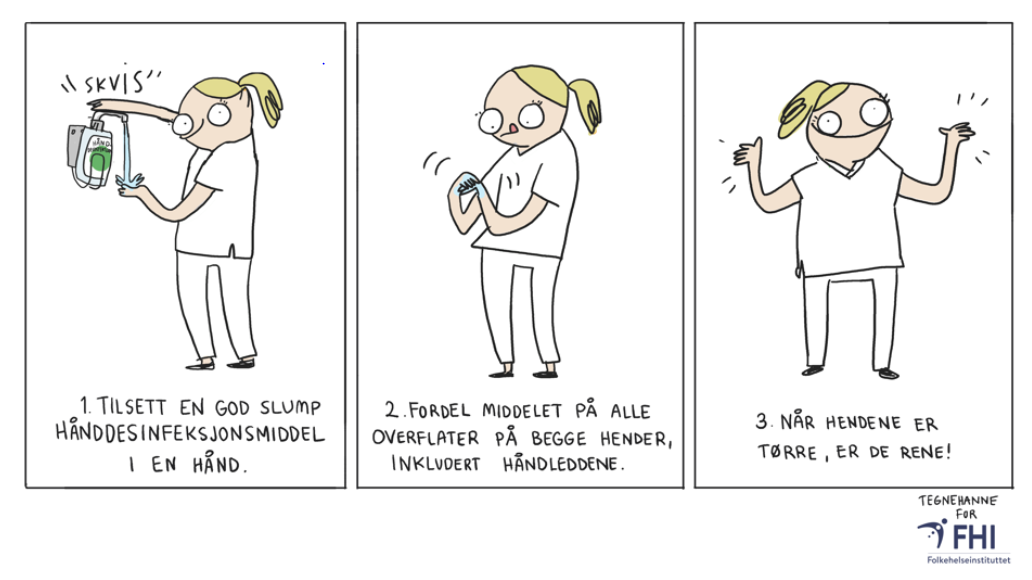 "SKVIS"
HÅND
1. TILSETT EN GOD SLUMP
HÅNDDESINFEKSJONSMIDDEL
I EN HÅND.
2. FORDEL MIDDELET PÅ ALLE
OVERFLATER PÅ BEGGE HENDER,
INKLUDERT HÅNDLEDDENE.
3. NÅR HENDENE ER
TØRRE, ER DE RENE!
TEGNEHANNE
FOR
FHI
Folkehelseinstituttet